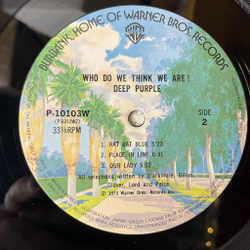 BURBANK, HOME OF WARNER BROS. RECORDS
WHO DO WE THINK WE ARE!
DEEP PURPLE
P-10103W
33⅓RPM
SIDE
2
1. RAT BAT BLUE 5:23
2. PLACE IN LINE 6:31
3. OUR LADY 5:12
All selections written by Blackmore, Gillan,
Glover, Lord and Paice.
1973 Warner Bros. Records Inc.